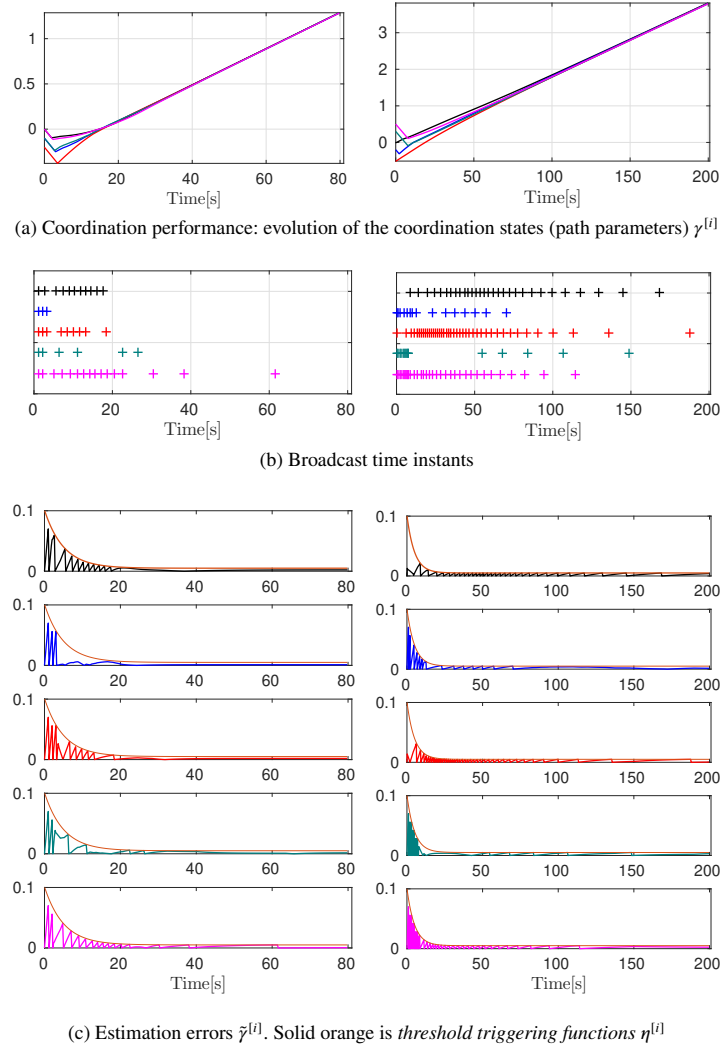 1
0.5
0
0 20 40 60 80
Time[s]
3
2
1
0
0 50 100 150 200
Time[s]
(a) Coordination performance: evolution of the coordination states (path parameters) γ[i]
0 20 40 60 80
Time[s]
0 50 100 150 200
Time[s]
(b) Broadcast time instants
0.1
0
0 20 40 60 80
0.1
0
0 50 100 150 200
0.1
0
0 20 40 60 80
0.1
0
0 50 100 150 200
0.1
0
0 20 40 60 80
0.1
0
0 50 100 150 200
0.1
0
0 20 40 60 80
0.1
0
0 50 100 150 200
0.1
0
0 20 40 60 80
Time[s]
0.1
0
0 50 100 150 200
Time[s]
(c) Estimation errors γ̃[i]. Solid orange is threshold triggering functions η[i]